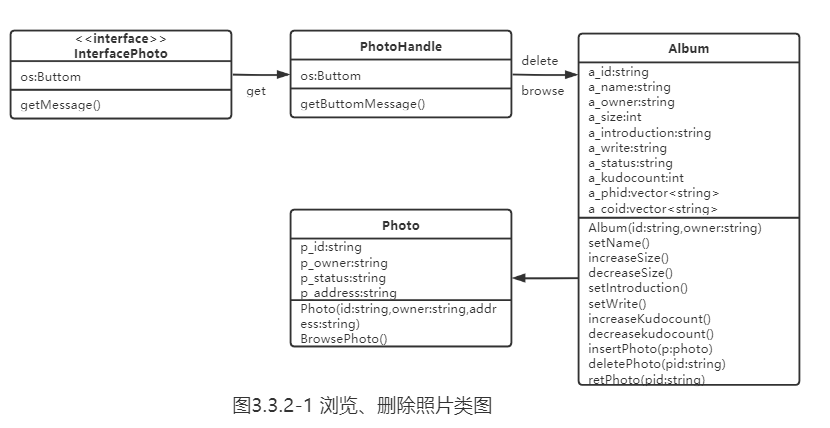 <<interface>>
InterfacePhoto
os:Buttom
getMessage()
get
PhotoHandle
os:Buttom
getButtomMessage()
delete
browse
Album
a_id:string
a_name:string
a_owner:string
a_size:int
a_introduction:string
a_write:string
a_status:string
a_kudocount:int
a_phid:vector<string>
a_coid:vector<string>
Album(id:string,owner:string)
setName()
increaseSize()
decreaseSize()
setIntroduction()
setWrite()
increaseKudocount()
decreasekudocount()
insertPhoto(p:photo)
deletePhoto(pid:string)
retPhoto(pid:string)
Photo
p_id:string
p_owner:string
p_status:string
p_address:string
Photo(id:string,owner:string,addr
ess:string)
BrowsePhoto()
图3.3.2-1 浏览、删除照片类图